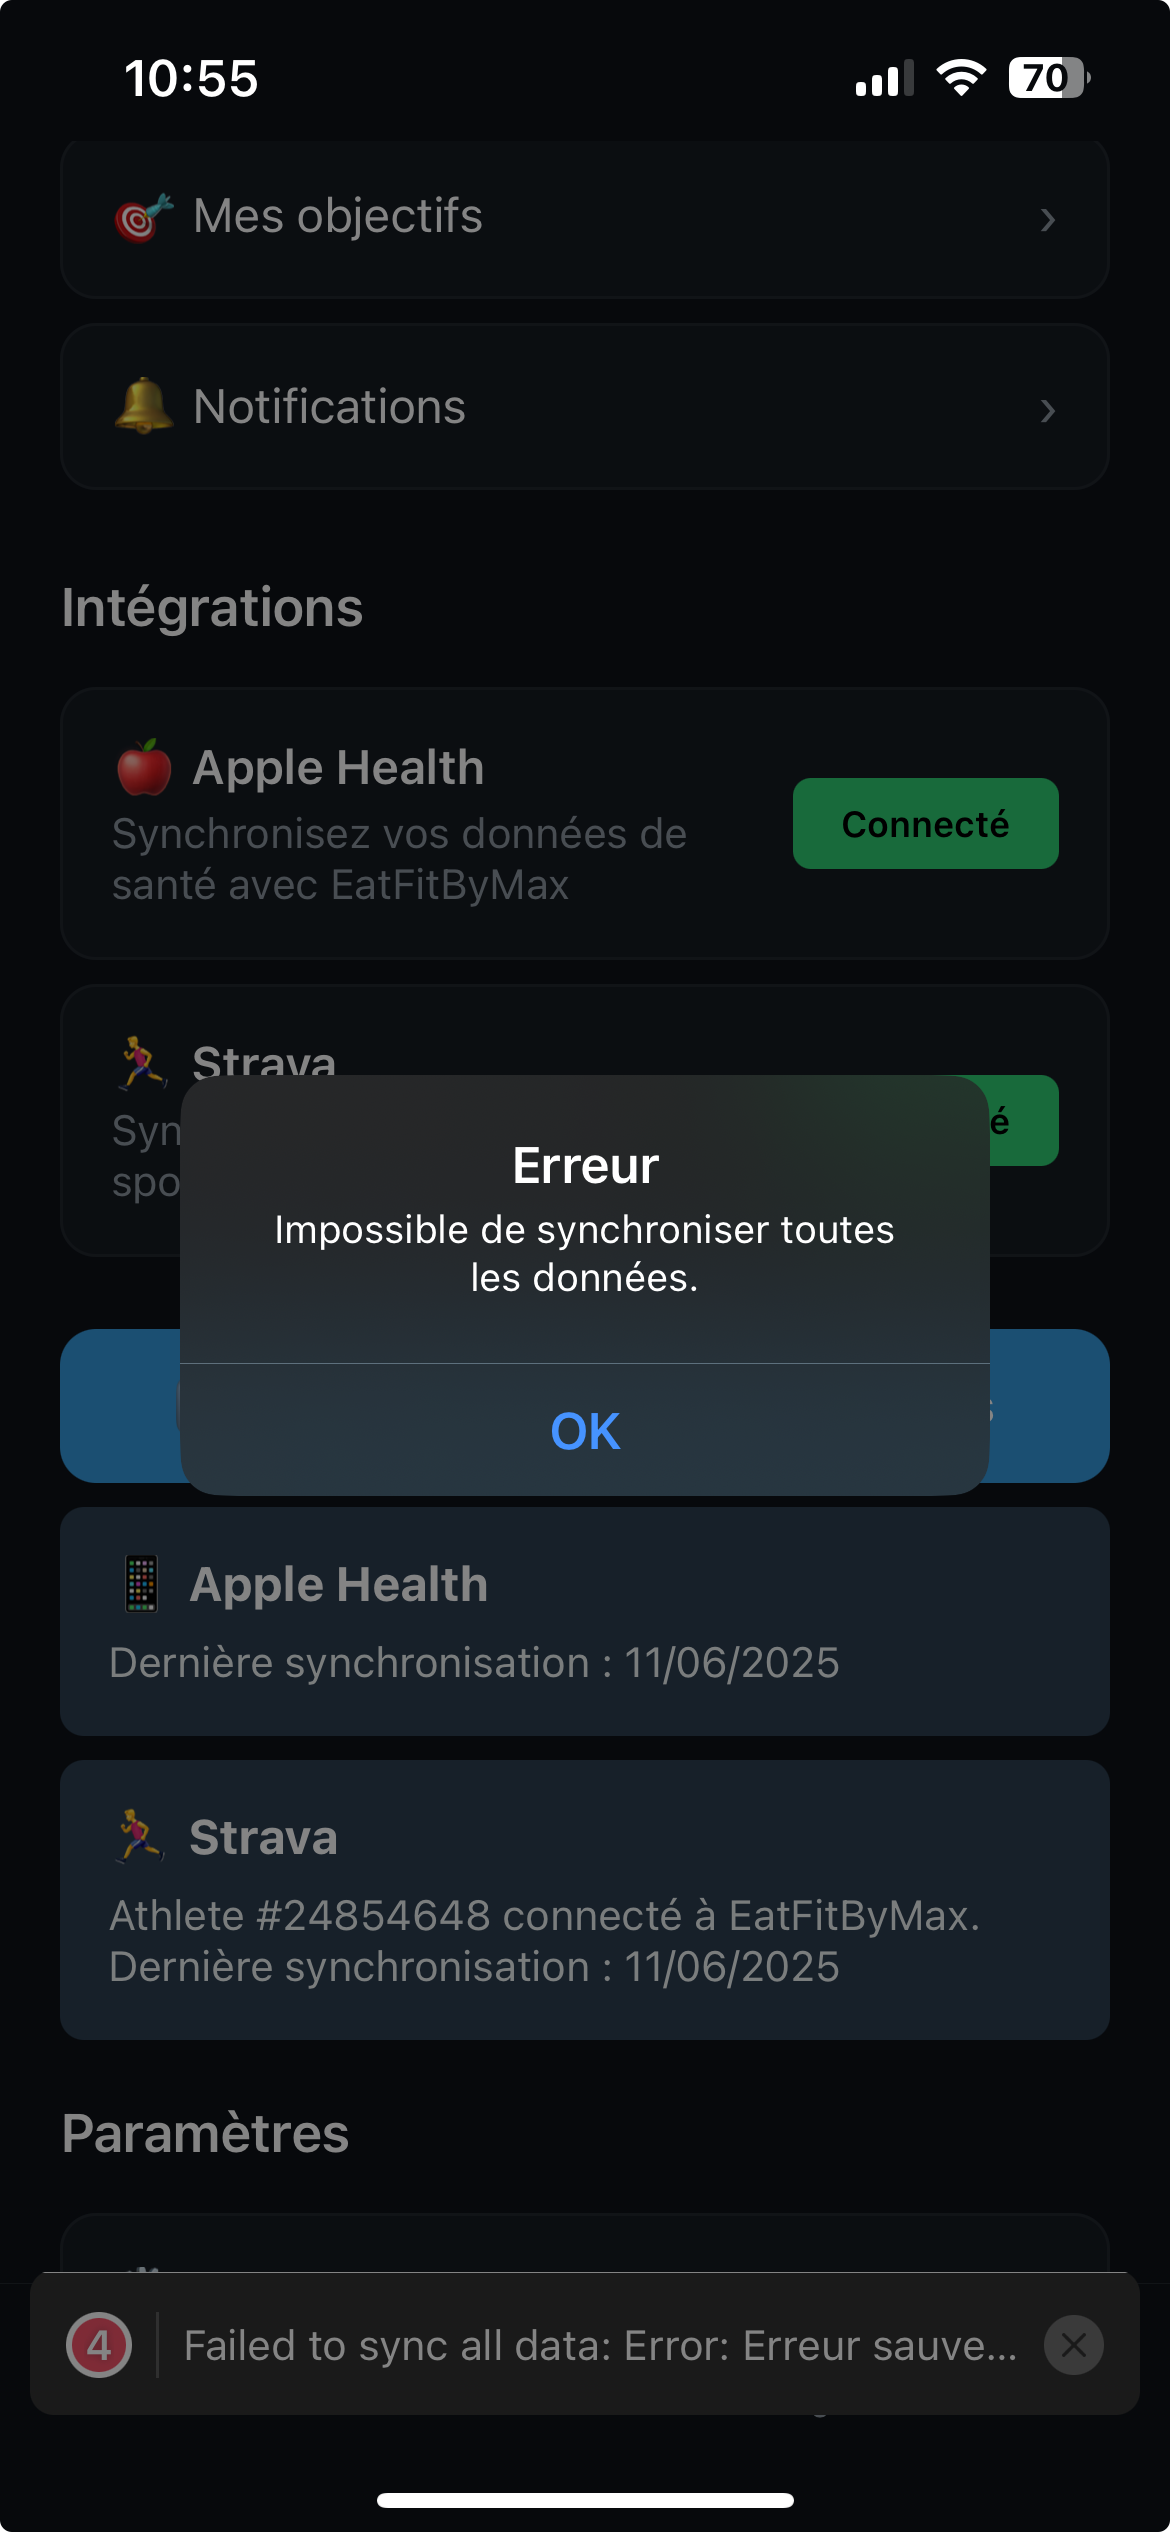 10:55
70
Mes objectifs
Notifications
Intégrations
Apple Health
Connecté
Synchronisez vos données de
santé avec EatFitByMax
Strava
Erreur
Impossible de synchroniser toutes
les données.
OK
Apple Health
Dernière synchronisation : 11/06/2025
Strava
Athlete #24854648 connecté à EatFitByMax.
Dernière synchronisation : 11/06/2025
Paramètres
4
Failed to sync all data: Error: Erreur sauve...